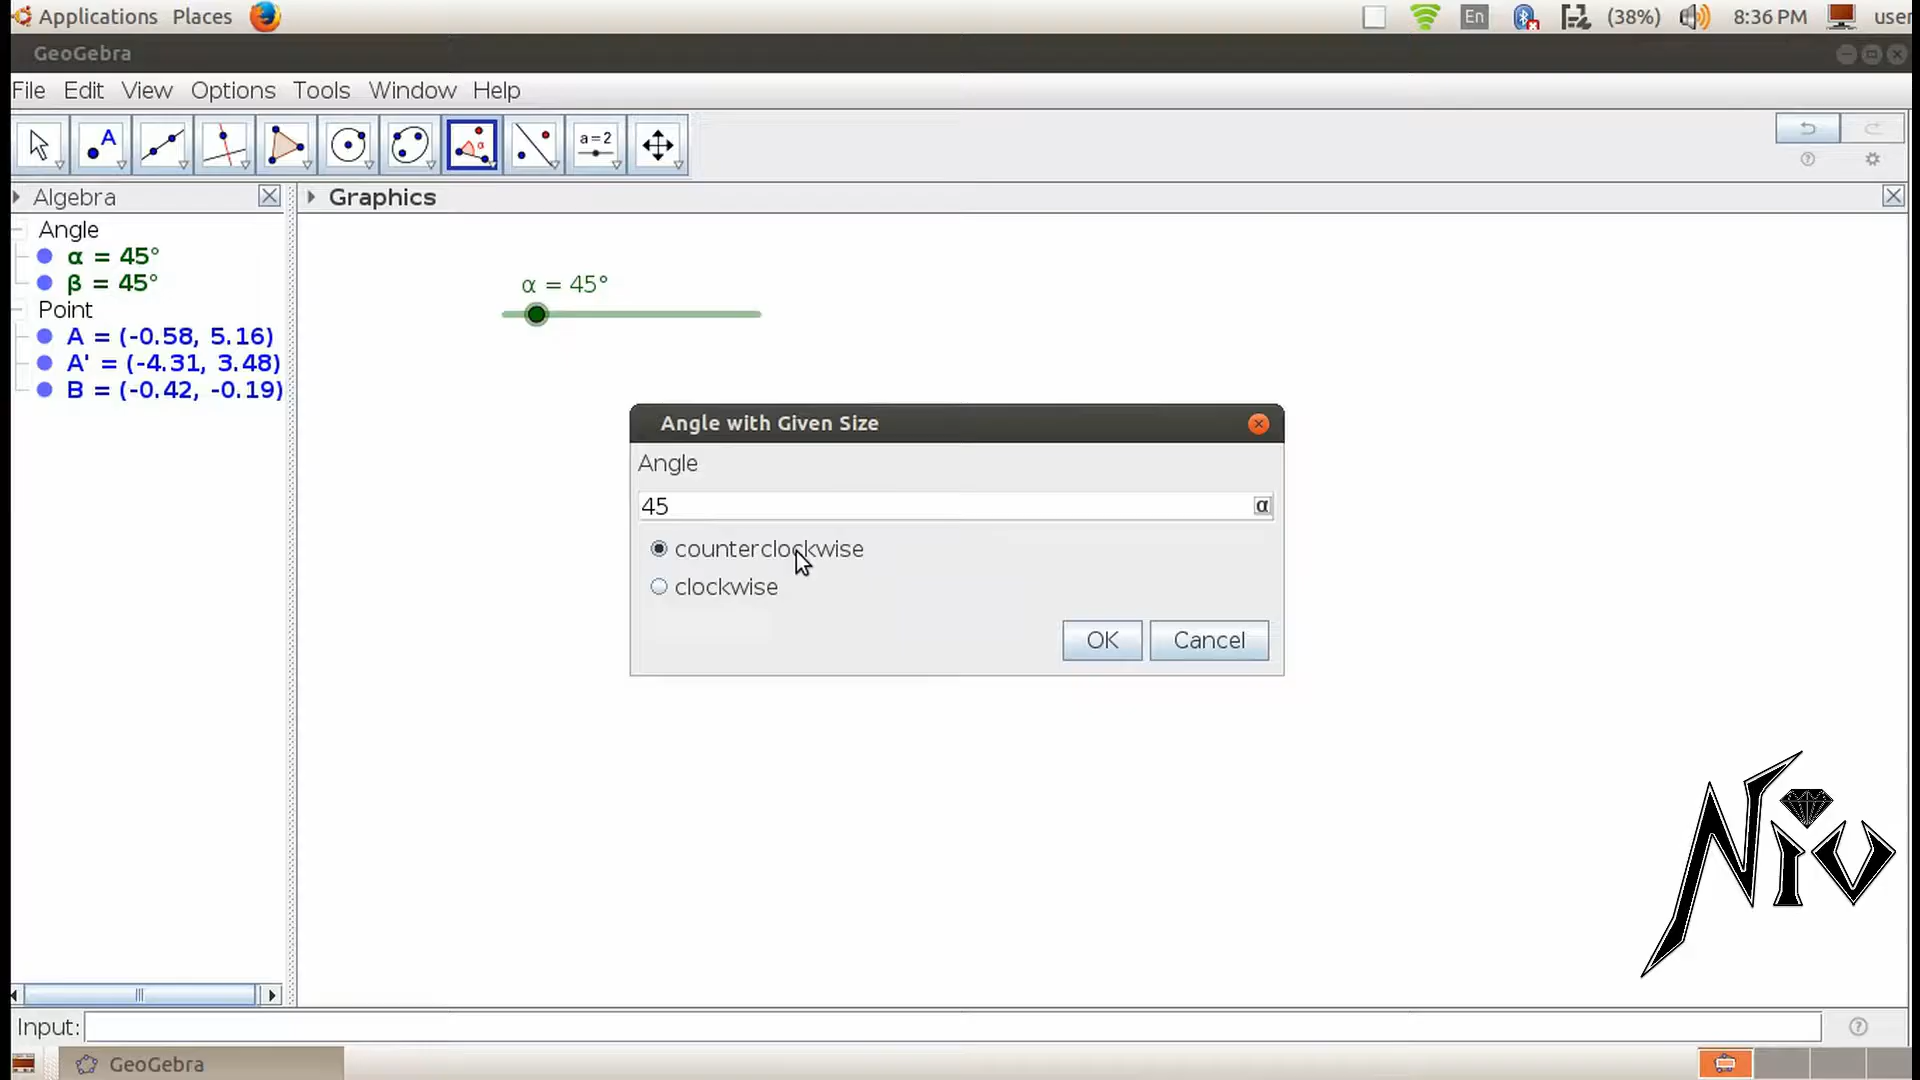 Applications Places
En (38%) 8:36 PM user
GeoGebra
File Edit View Options Tools Window Help
A α a=2
Algebra
Graphics
Angle
α = 45°
β = 45°
Point
A = (-0.58, 5.16)
A' = (-4.31, 3.48)
B = (-0.42, -0.19)
α = 45°
Angle with Given Size
Angle
45 α
counterclockwise
clockwise
OK Cancel
Niv
Input:
GeoGebra